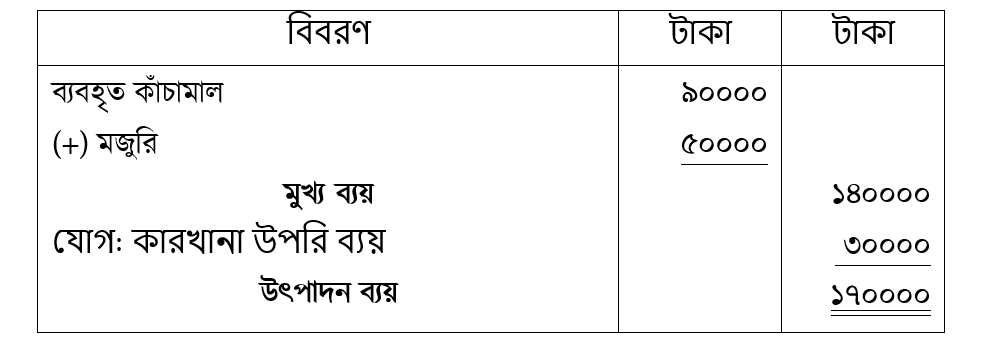 বিবরণ টাকা টাকা
ব্যবহৃত কাঁচামাল ৯০০০০
(+) মজুরি ৫০০০০
মুখ্য ব্যয় ১৪০০০০
যোগ: কারখানা উপরি ব্যয় ৩০০০০
উৎপাদন ব্যয় ১৭০০০০